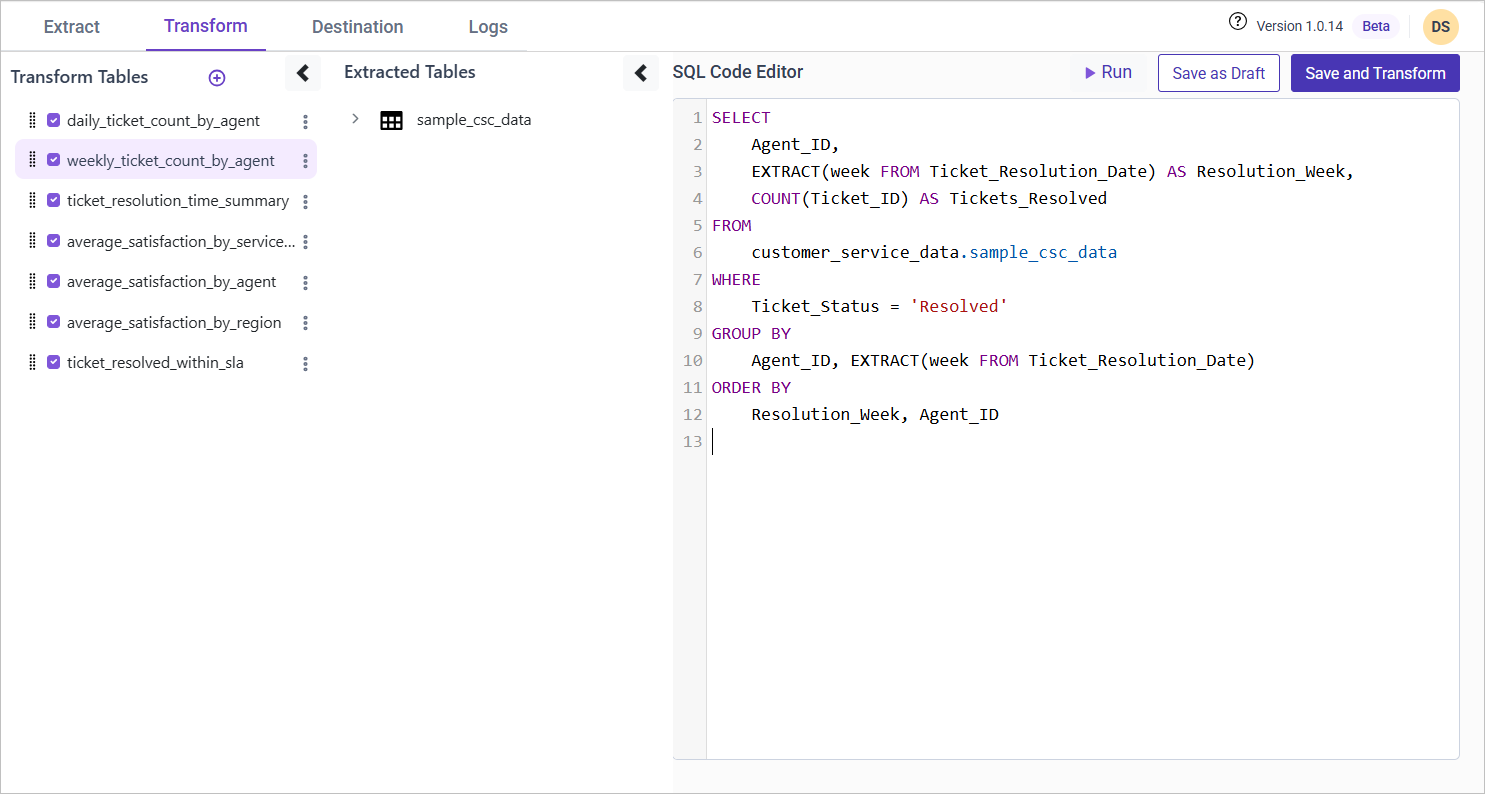 Extract Transform Destination Logs
Version 1.0.14 Beta DS
Transform Tables
daily_ticket_count_by_agent
weekly_ticket_count_by_agent
ticket_resolution_time_summary
average_satisfaction_by_service...
average_satisfaction_by_agent
average_satisfaction_by_region
ticket_resolved_within_sla
Extracted Tables
sample_csc_data
SQL Code Editor
Run Save as Draft Save and Transform
1 SELECT
2 Agent_ID,
3 EXTRACT(week FROM Ticket_Resolution_Date) AS Resolution_Week,
4 COUNT(Ticket_ID) AS Tickets_Resolved
5 FROM
6 customer_service_data.sample_csc_data
7 WHERE
8 Ticket_Status = 'Resolved'
9 GROUP BY
10 Agent_ID, EXTRACT(week FROM Ticket_Resolution_Date)
11 ORDER BY
12 Resolution_Week, Agent_ID
13